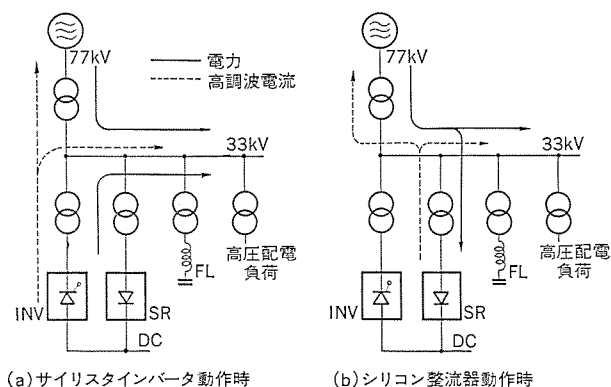 77kV
電力
高調波電流
33kV
高圧配電
負荷
FL
INV
SR
DC
(a)サイリスタインバータ動作時
77kV
33kV
高圧配電
負荷
FL
INV
SR
DC
(b)シリコン整流器動作時